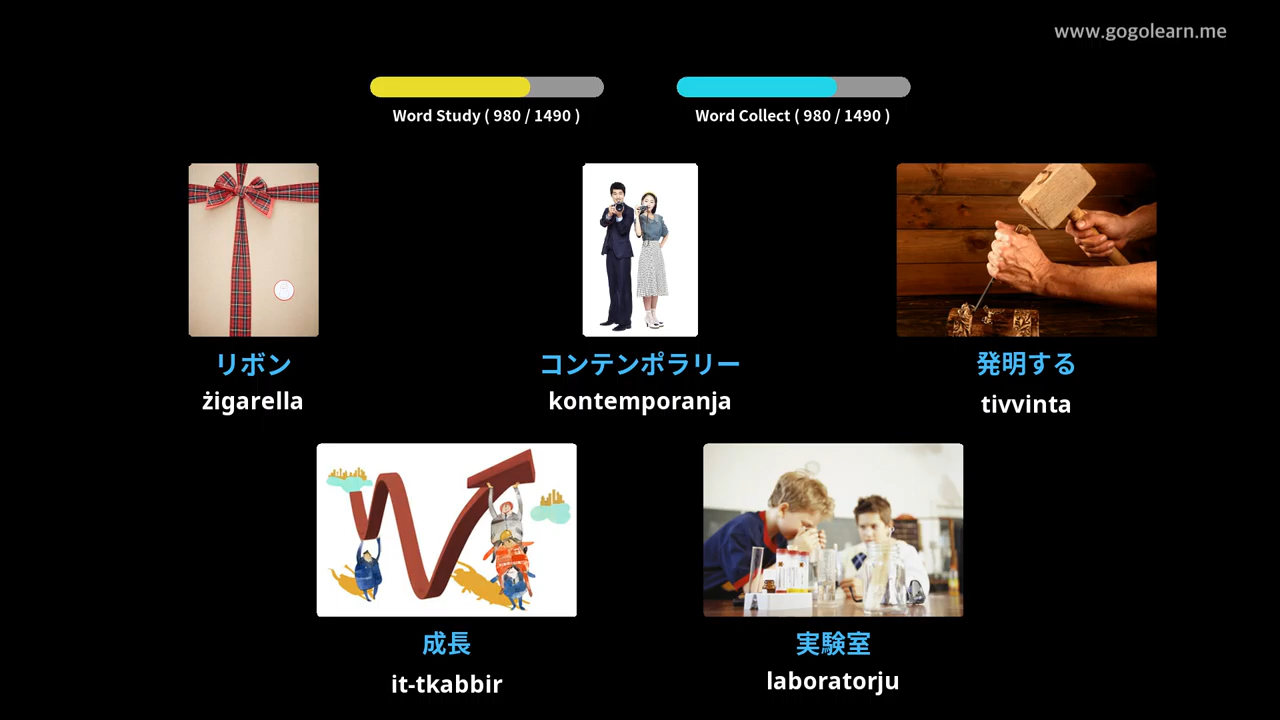 www.gogolearn.me
Word Study ( 980 / 1490 )
Word Collect ( 980 / 1490 )
リボン
żigarella
コンテンポラリー
kontemporanja
発明する
tivvinta
成長
it-tkabbir
実験室
laboratorju